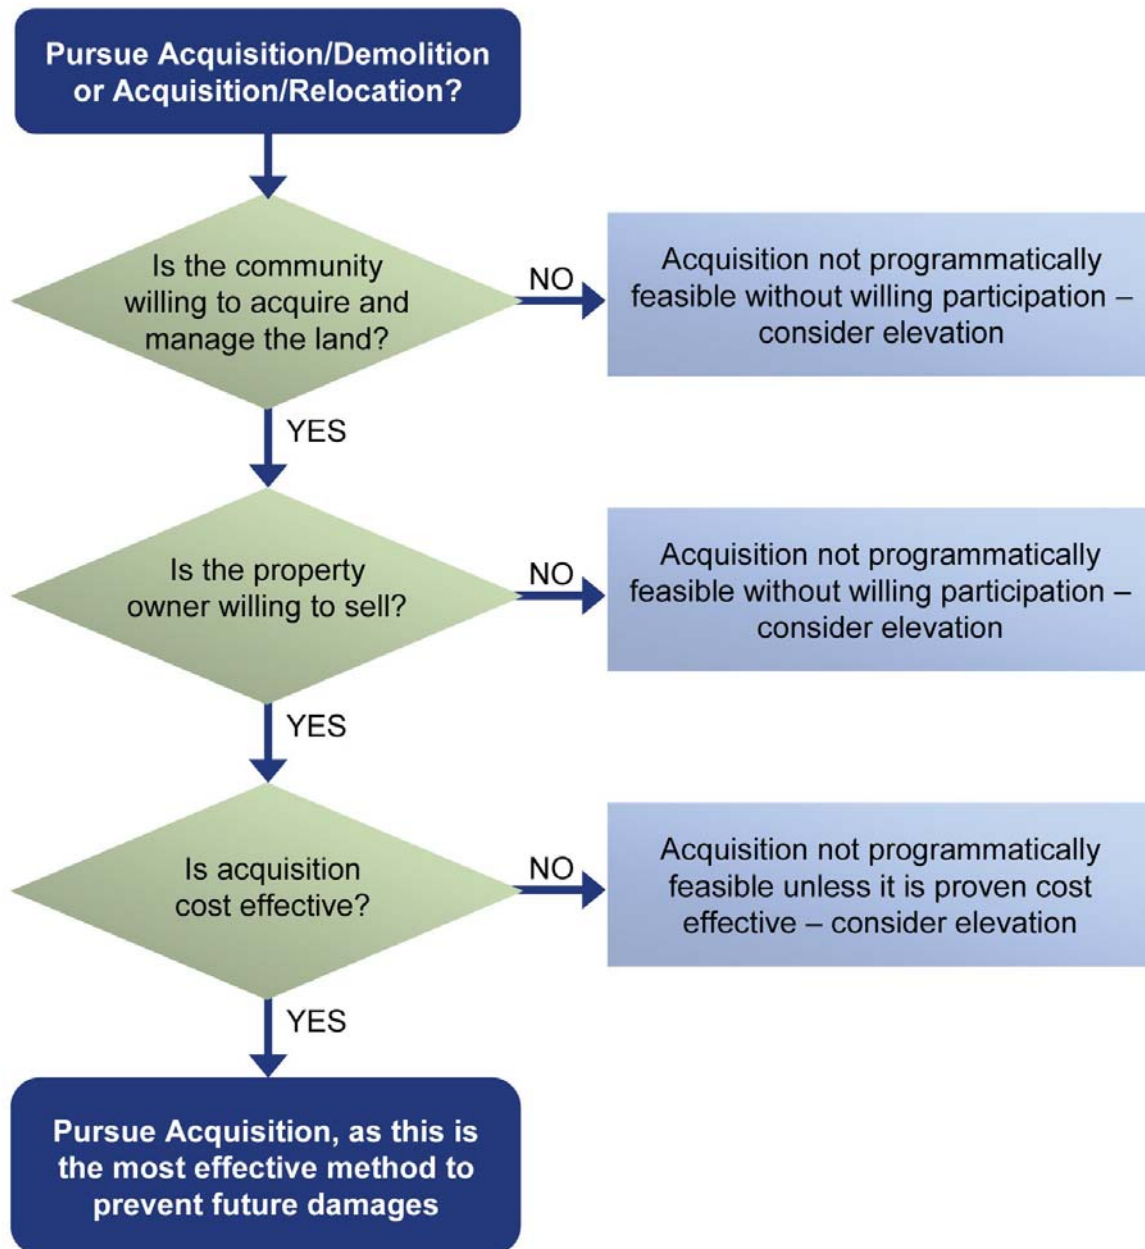 Pursue Acquisition/Demolition
or Acquisition/Relocation?
Is the community
willing to acquire and
manage the land?
NO
Acquisition not programmatically
feasible without willing participation –
consider elevation
YES
Is the property
owner willing to sell?
NO
Acquisition not programmatically
feasible without willing participation –
consider elevation
YES
Is acquisition
cost effective?
NO
Acquisition not programmatically
feasible unless it is proven cost
effective – consider elevation
YES
Pursue Acquisition, as this is
the most effective method to
prevent future damages